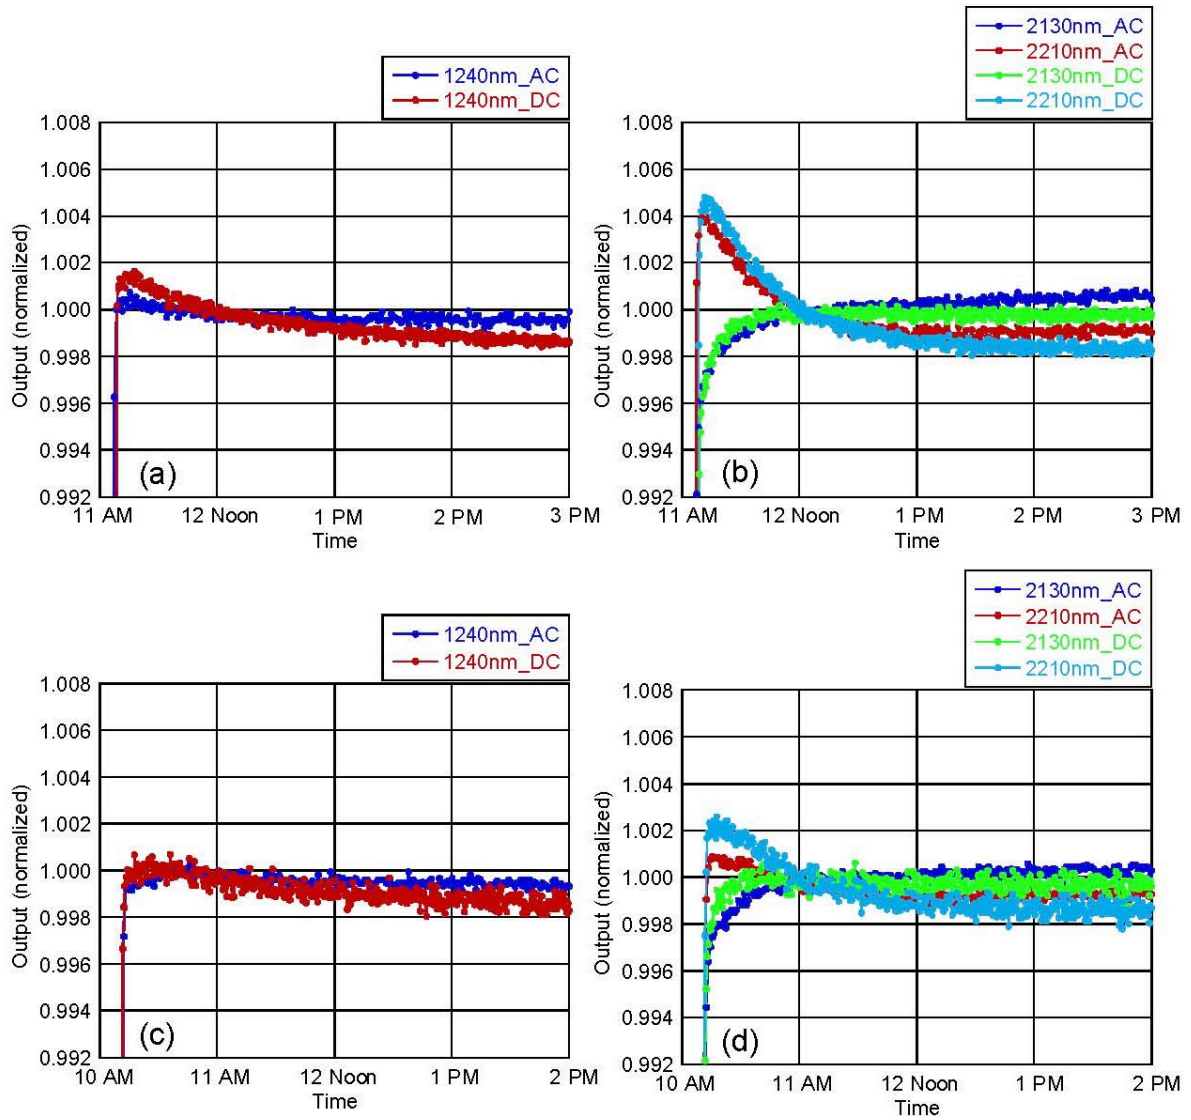 1240nm_AC
1240nm_DC
1.008
1.006
1.004
1.002
1.000
0.998
0.996
0.994
0.992
Output (normalized)
(a)
11 AM 12 Noon 1 PM 2 PM 3 PM
Time
2130nm_AC
2210nm_AC
2130nm_DC
2210nm_DC
1.008
1.006
1.004
1.002
1.000
0.998
0.996
0.994
0.992
Output (normalized)
(b)
11 AM 12 Noon 1 PM 2 PM 3 PM
Time
1240nm_AC
1240nm_DC
1.008
1.006
1.004
1.002
1.000
0.998
0.996
0.994
0.992
Output (normalized)
(c)
10 AM 11 AM 12 Noon 1 PM 2 PM
Time
2130nm_AC
2210nm_AC
2130nm_DC
2210nm_DC
1.008
1.006
1.004
1.002
1.000
0.998
0.996
0.994
0.992
Output (normalized)
(d)
10 AM 11 AM 12 Noon 1 PM 2 PM
Time